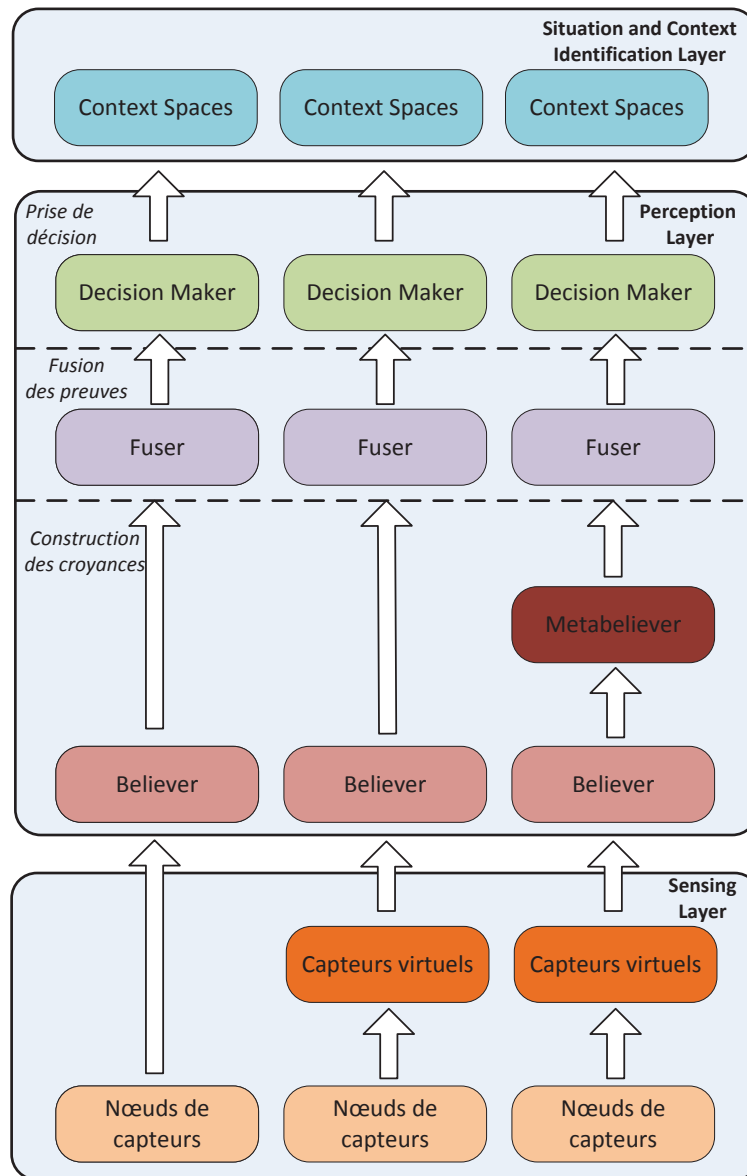 Situation and Context
Identification Layer
Context Spaces
Context Spaces
Context Spaces
Prise de
décision
Perception
Layer
Decision Maker
Decision Maker
Decision Maker
Fusion
des preuves
Fuser
Fuser
Fuser
Construction
des croyances
Metabeliever
Believer
Believer
Believer
Sensing
Layer
Capteurs virtuels
Capteurs virtuels
Nœuds de
capteurs
Nœuds de
capteurs
Nœuds de
capteurs